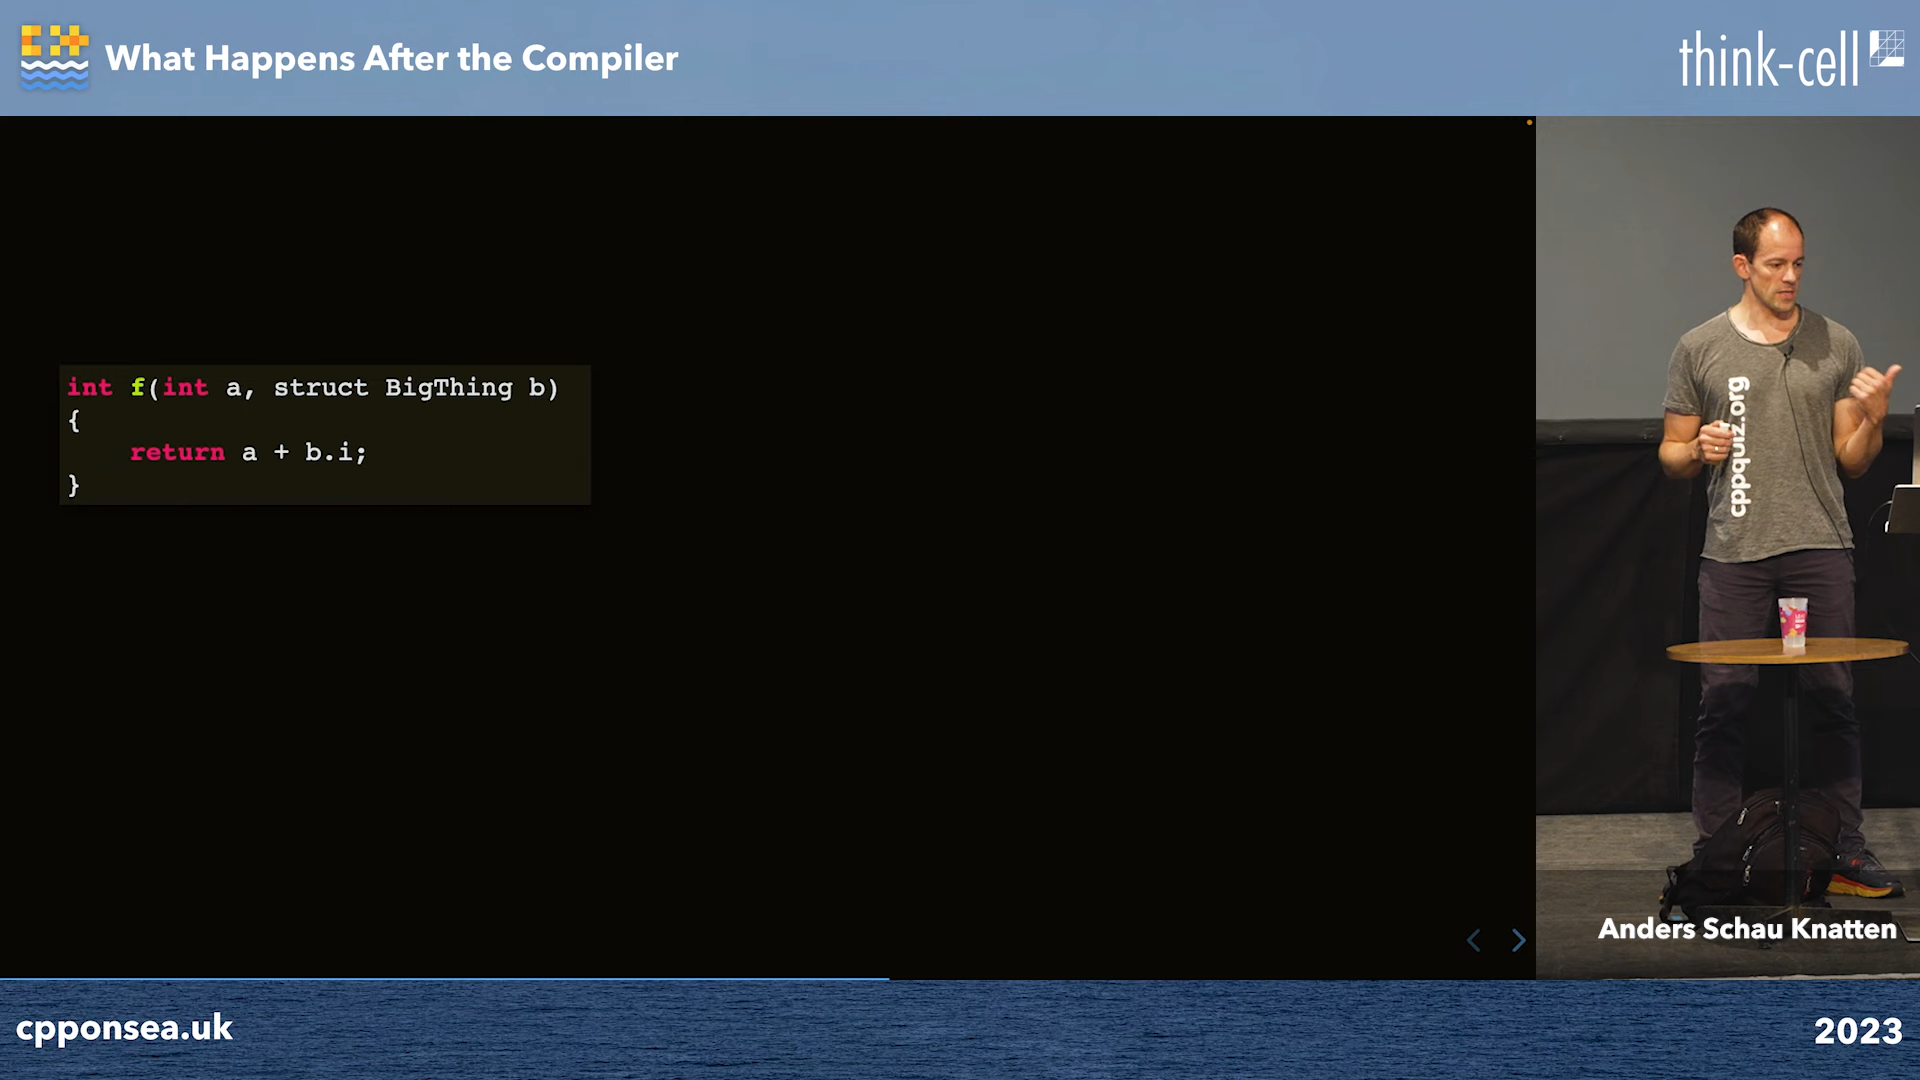 What Happens After the Compiler
think-cell
int f(int a, struct BigThing b)
{
    return a + b.i;
}
cppquiz.org
Anders Schau Knatten
cpponsea.uk
2023